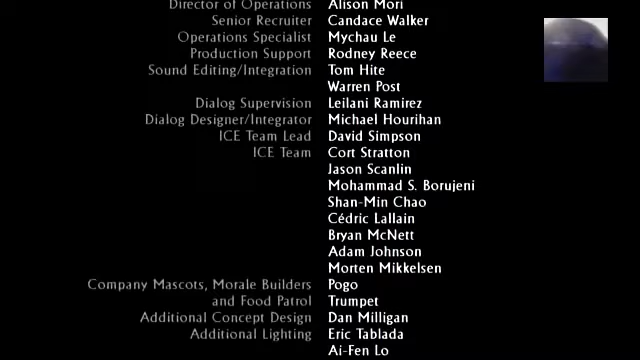 Director of Operations Alison Mori
Senior Recruiter Candace Walker
Operations Specialist Mychau Le
Production Support Rodney Reece
Sound Editing/Integration Tom Hite
Warren Post
Dialog Supervision Leilani Ramirez
Dialog Designer/Integrator Michael Hourihan
ICE Team Lead David Simpson
ICE Team Cort Stratton
Jason Scanlin
Mohammad S. Borujeni
Shan-Min Chao
Cédric Lallain
Bryan McNett
Adam Johnson
Morten Mikkelsen
Company Mascots, Morale Builders Pogo
and Food Patrol Trumpet
Additional Concept Design Dan Milligan
Additional Lighting Eric Tablada
Ai-Fen Lo